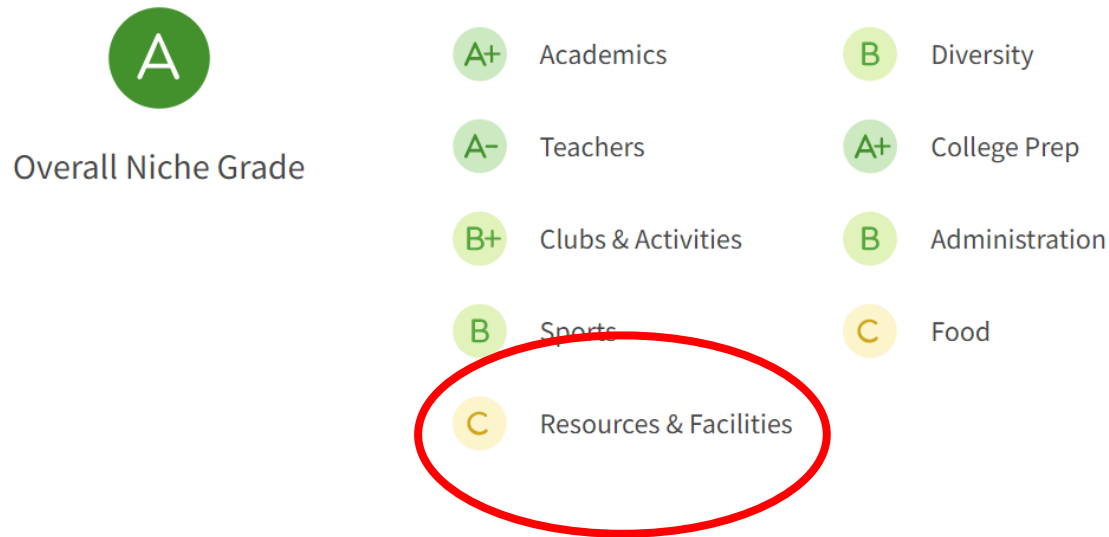 A
Overall Niche Grade
A+ Academics
A- Teachers
B+ Clubs & Activities
B Sports
C Resources & Facilities
B Diversity
A+ College Prep
B Administration
C Food